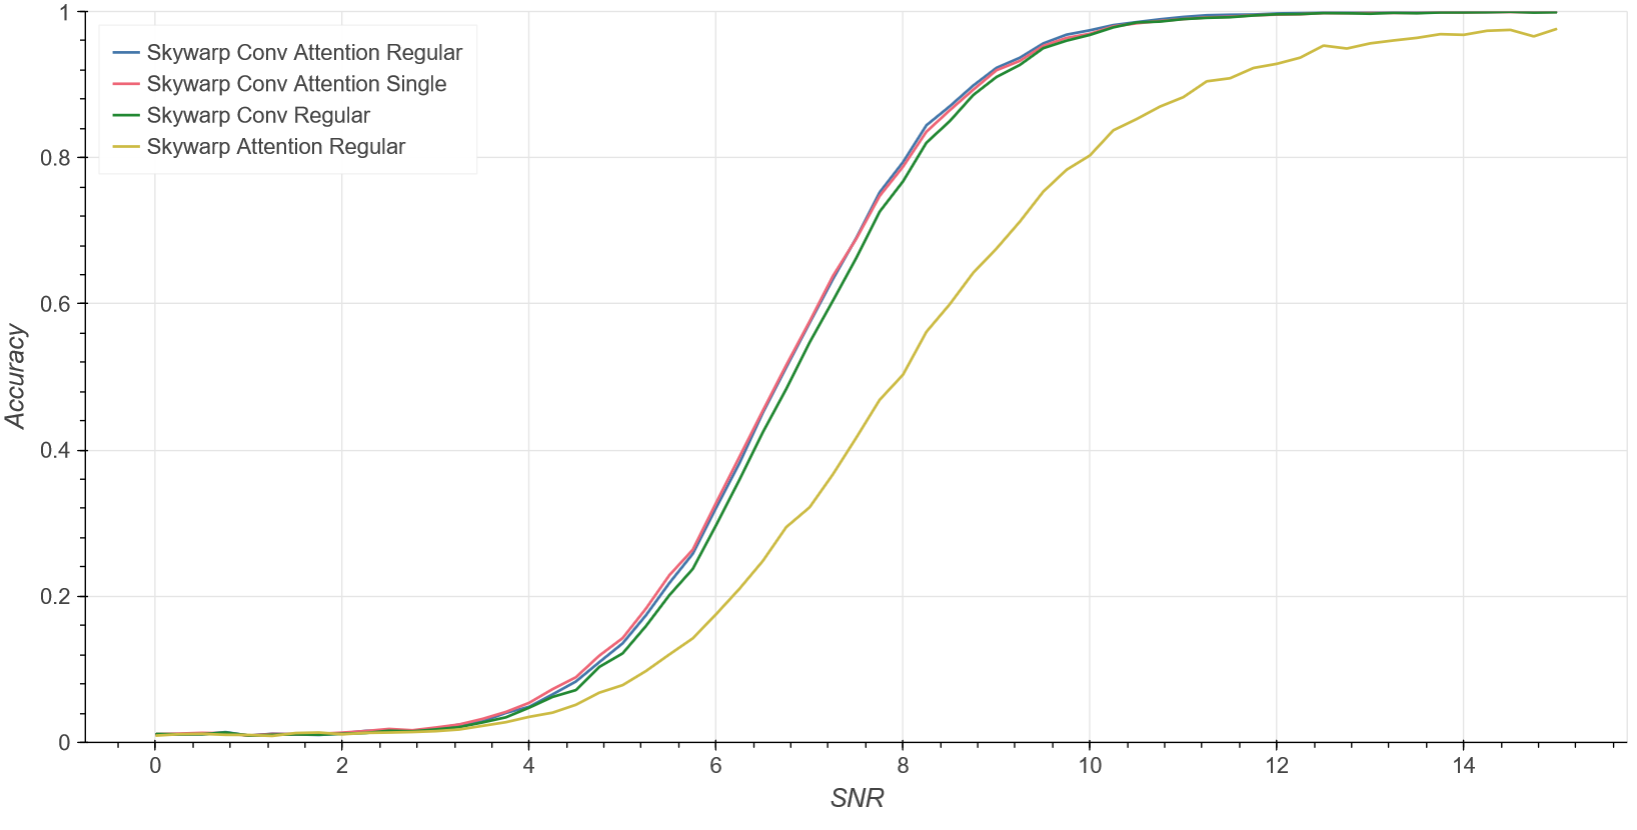 Skywarp Conv Attention Regular
Skywarp Conv Attention Single
Skywarp Conv Regular
Skywarp Attention Regular
1
0.8
0.6
0.4
0.2
0
Accuracy
0 2 4 6 8 10 12 14
SNR